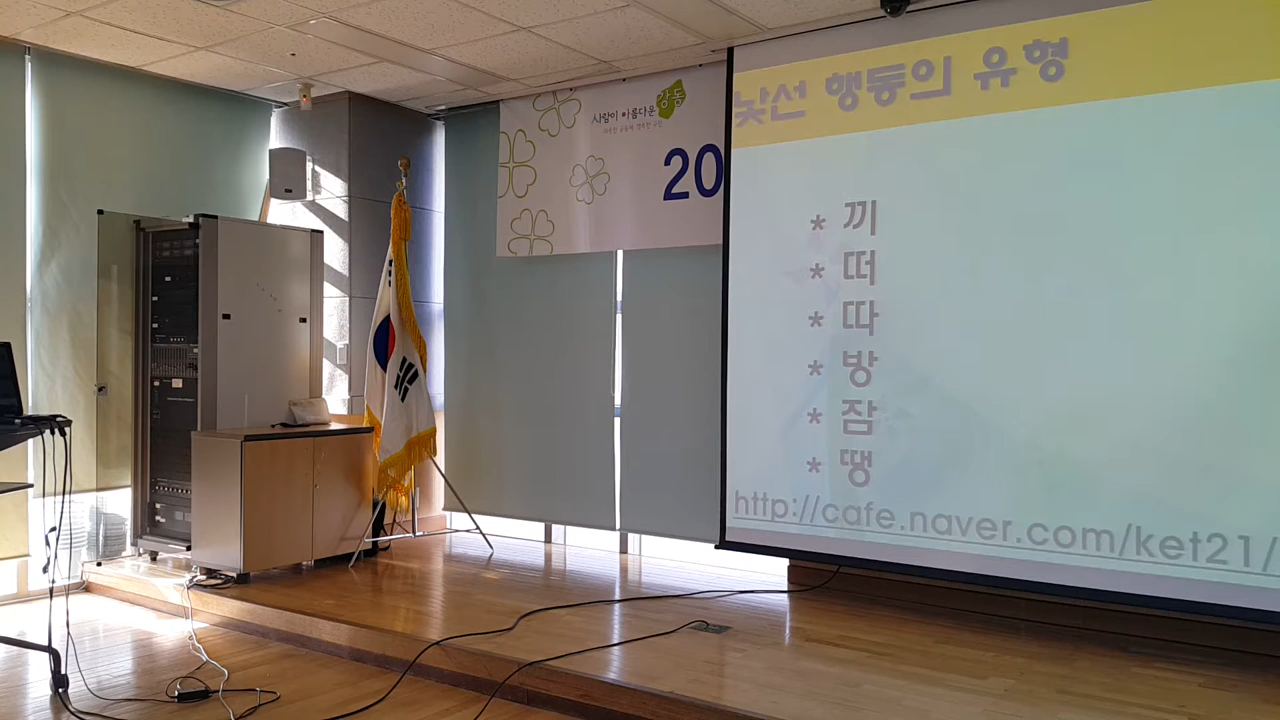 사람이 아름다운 강동
20
낯선 행동의 유형
* 끼
* 떠
* 따
* 방
* 잠
* 땡
http://cafe.naver.com/ket21/